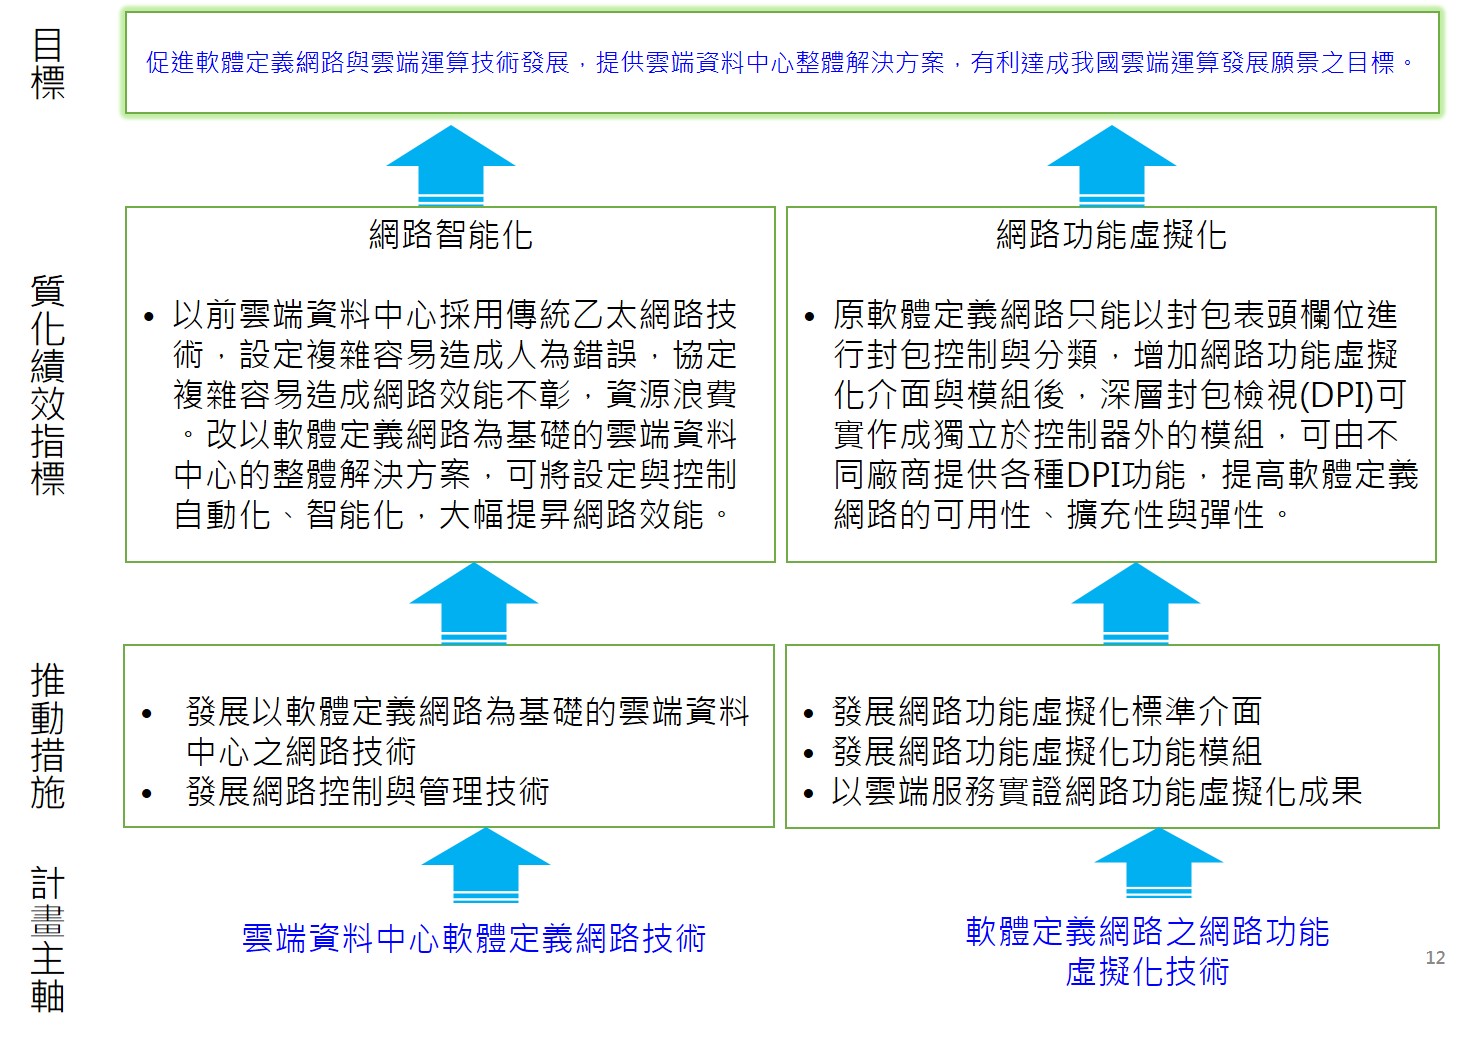 目標
促進軟體定義網路與雲端運算技術發展，提供雲端資料中心整體解決方案，有利達成我國雲端運算發展願景之目標。
質化績效指標
網路智能化
• 以前雲端資料中心採用傳統乙太網路技
術，設定複雜容易造成人為錯誤，協定
複雜容易造成網路效能不彰，資源浪費
。改以軟體定義網路為基礎的雲端資料
中心的整體解決方案，可將設定與控制
自動化、智能化，大幅提昇網路效能。
網路功能虛擬化
• 原軟體定義網路只能以封包表頭欄位進
行封包控制與分類，增加網路功能虛擬
化介面與模組後，深層封包檢視(DPI)可
實作成獨立於控制器外的模組，可由不
同廠商提供各種DPI功能，提高軟體定義
網路的可用性、擴充性與彈性。
推動措施
• 發展以軟體定義網路為基礎的雲端資料
中心之網路技術
• 發展網路控制與管理技術
• 發展網路功能虛擬化標準介面
• 發展網路功能虛擬化功能模組
• 以雲端服務實證網路功能虛擬化成果
計畫主軸
雲端資料中心軟體定義網路技術
軟體定義網路之網路功能
虛擬化技術
12